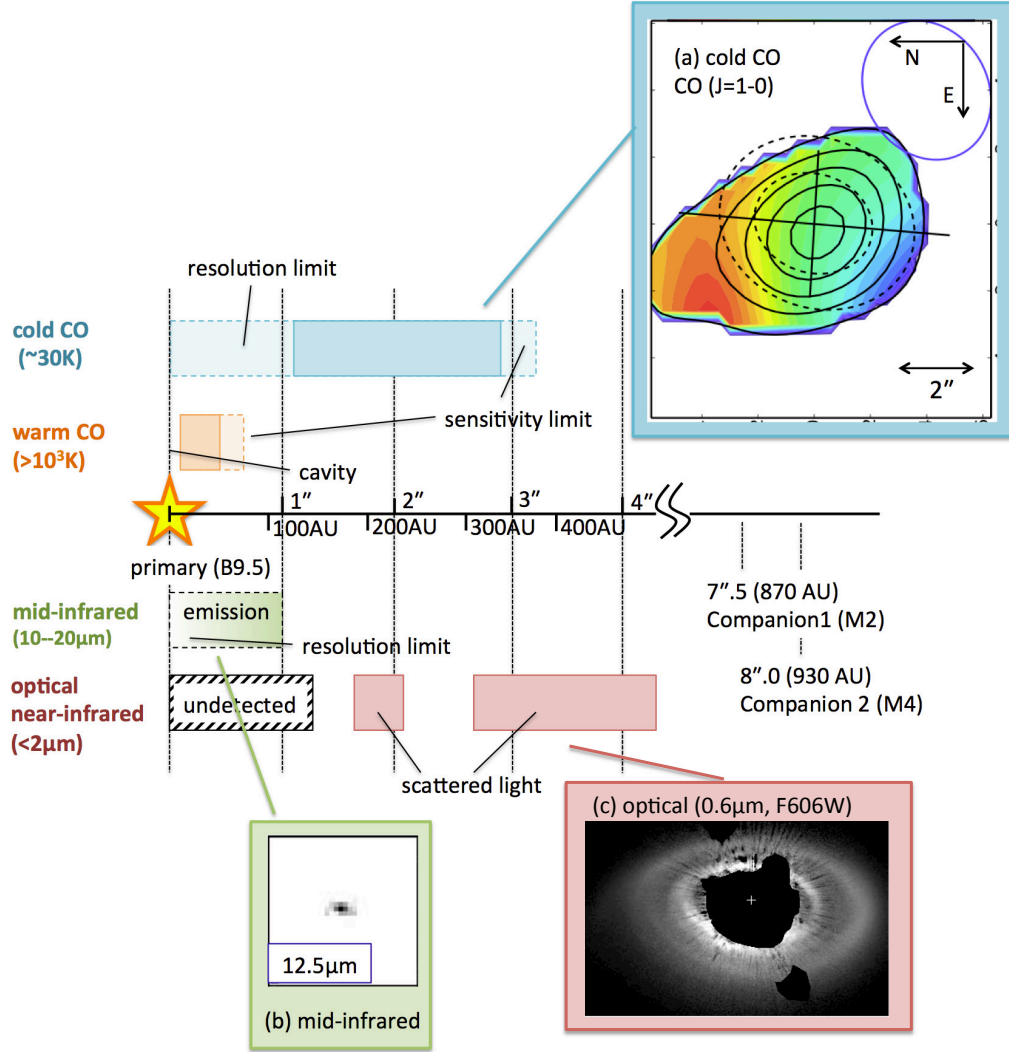 (a) cold CO
CO (J=1-0)
N
E
2″
resolution limit
cold CO
(~30K)
sensitivity limit
warm CO
(>10³K)
cavity
1″
2″
3″
4″
100AU
200AU
300AU
400AU
primary (B9.5)
7″.5 (870 AU)
Companion1 (M2)
mid-infrared
(10--20μm)
emission
resolution limit
8″.0 (930 AU)
Companion 2 (M4)
optical
near-infrared
(<2μm)
undetected
scattered light
(c) optical (0.6μm, F606W)
12.5μm
(b) mid-infrared